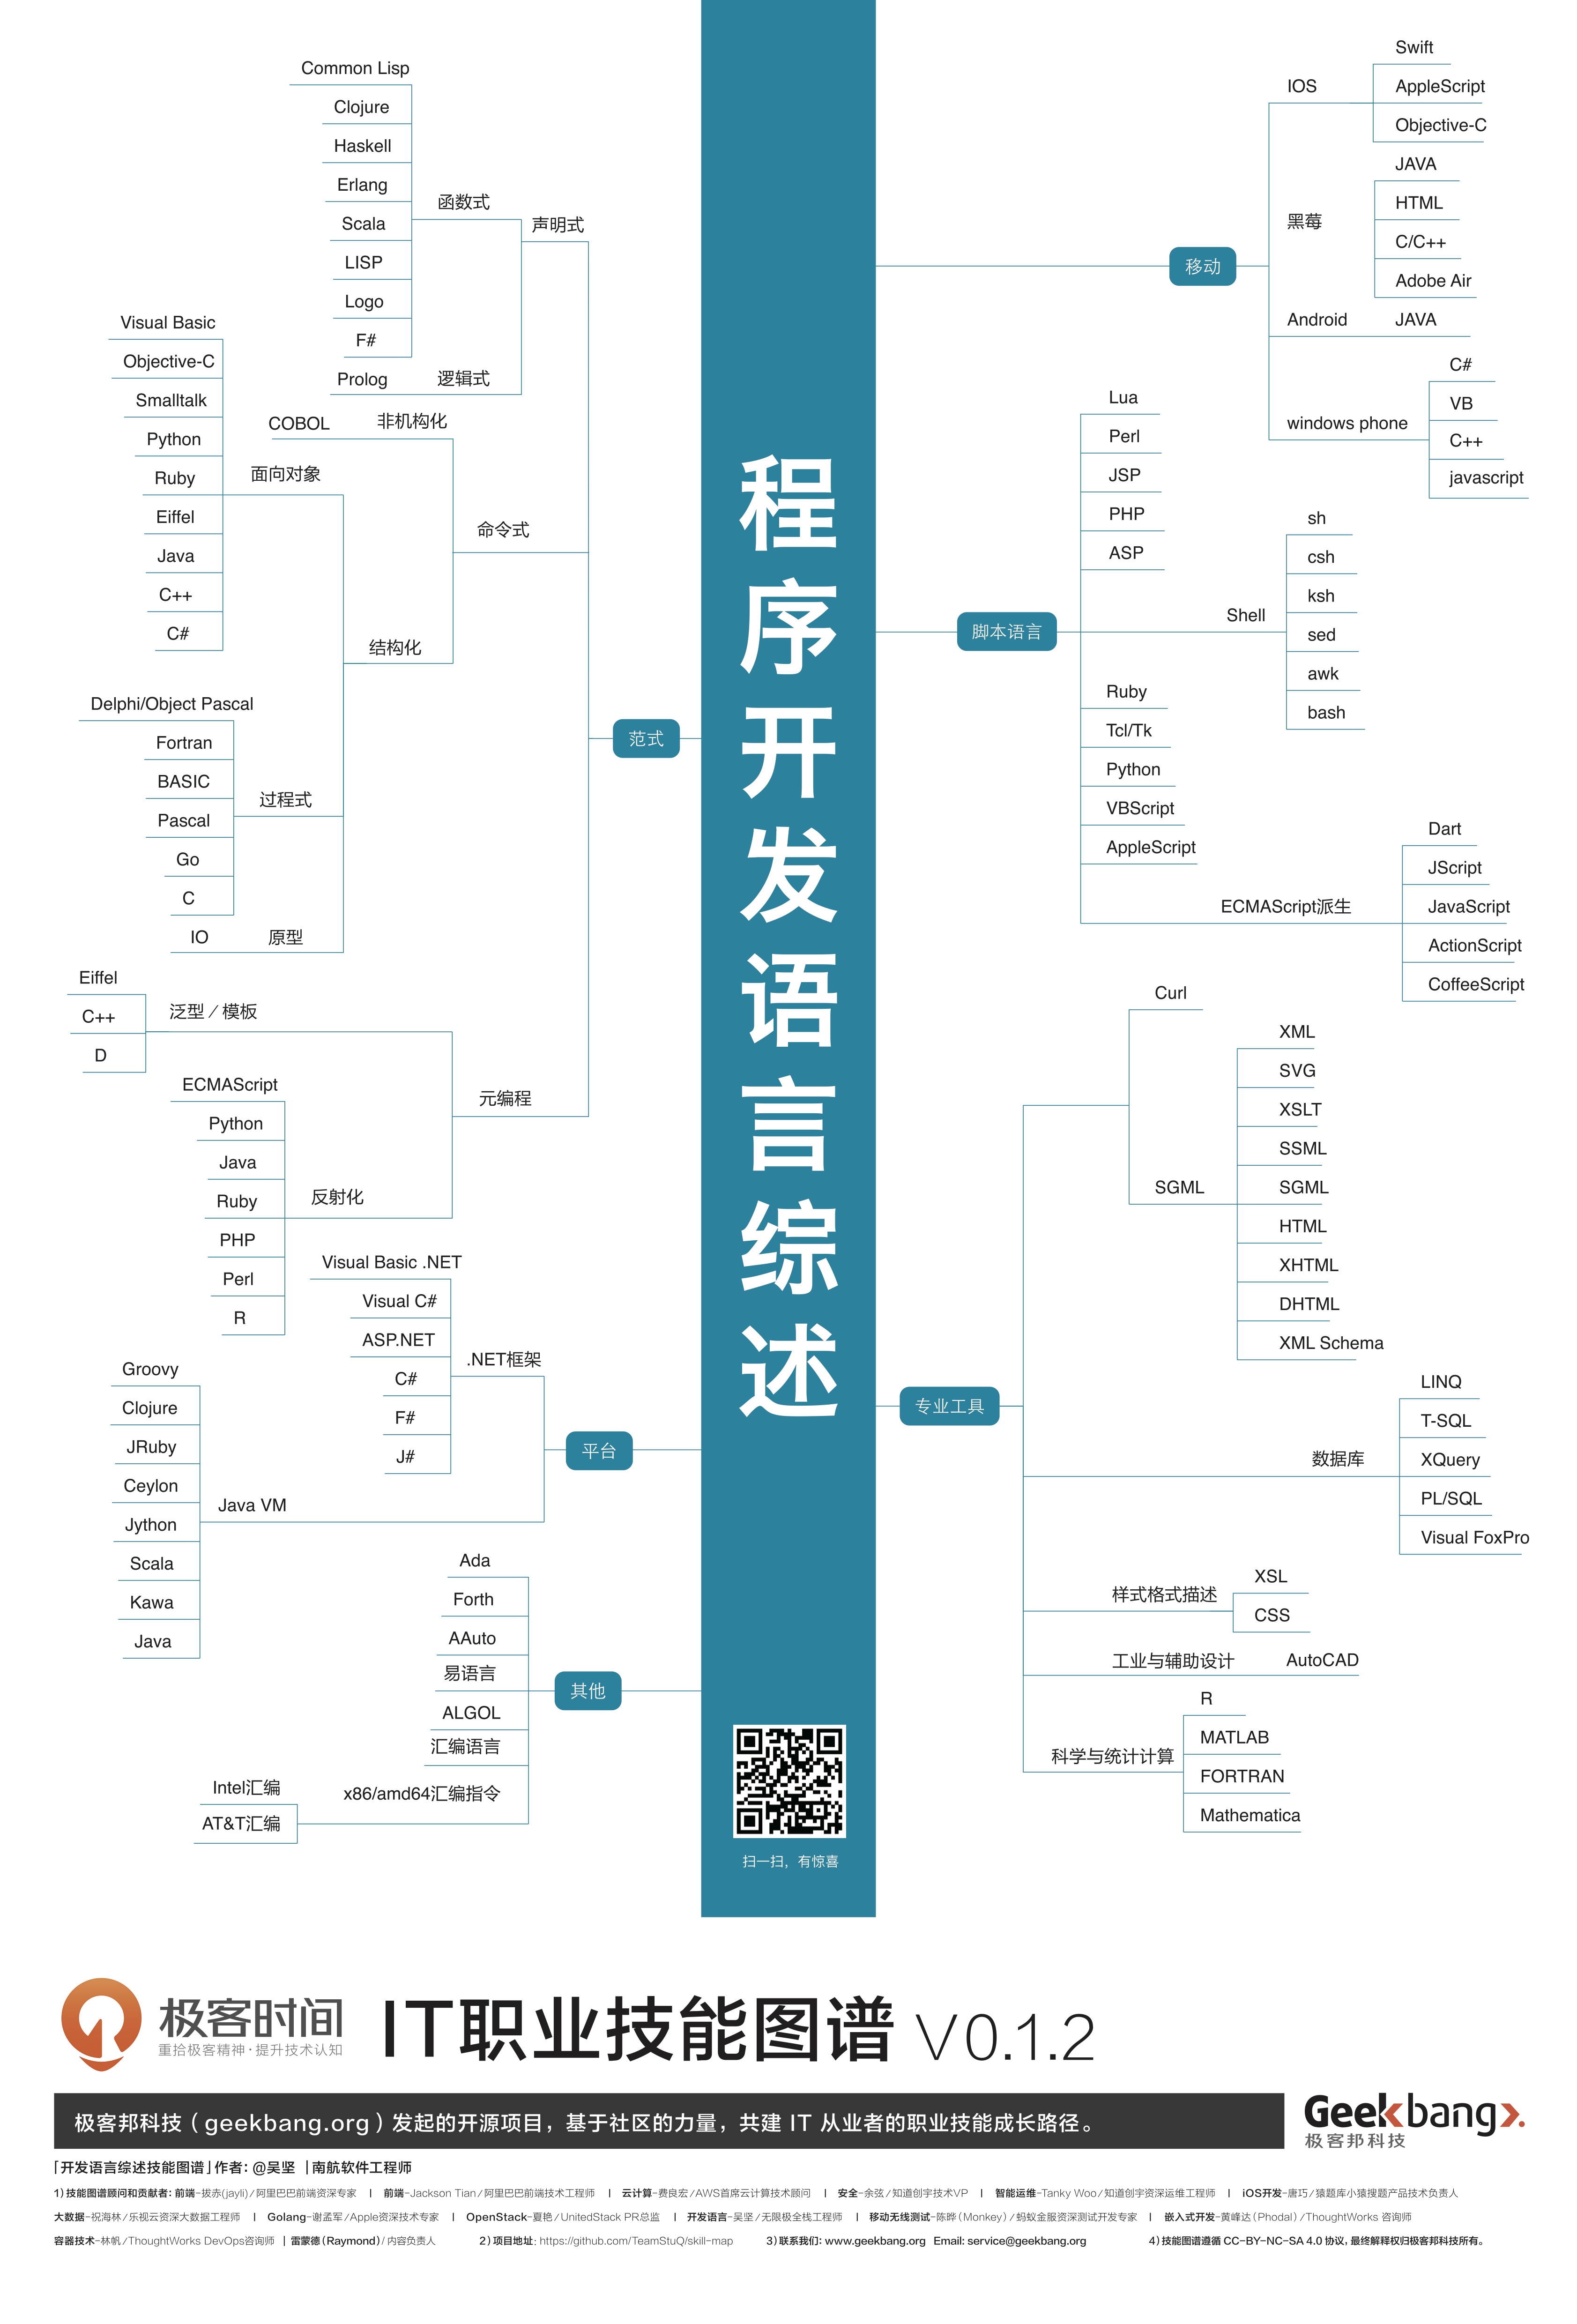 程序开发语言综述
扫一扫，有惊喜
范式
声明式
函数式
Common Lisp
Clojure
Haskell
Erlang
Scala
LISP
Logo
F#
逻辑式
Prolog
命令式
非机构化
COBOL
结构化
面向对象
Visual Basic
Objective-C
Smalltalk
Python
Ruby
Eiffel
Java
C++
C#
过程式
Delphi/Object Pascal
Fortran
BASIC
Pascal
Go
C
原型
IO
元编程
泛型／模板
Eiffel
C++
D
反射化
ECMAScript
Python
Java
Ruby
PHP
Perl
R
平台
.NET框架
Visual Basic .NET
Visual C#
ASP.NET
C#
F#
J#
Java VM
Groovy
Clojure
JRuby
Ceylon
Jython
Scala
Kawa
Java
其他
Ada
Forth
AAuto
易语言
ALGOL
汇编语言
x86/amd64汇编指令
Intel汇编
AT&T汇编
移动
IOS
Swift
AppleScript
Objective-C
黑莓
JAVA
HTML
C/C++
Adobe Air
Android
JAVA
windows phone
C#
VB
C++
javascript
脚本语言
Lua
Perl
JSP
PHP
ASP
Shell
sh
csh
ksh
sed
awk
bash
Ruby
Tcl/Tk
Python
VBScript
AppleScript
ECMAScript派生
Dart
JScript
JavaScript
ActionScript
CoffeeScript
专业工具
Curl
SGML
XML
SVG
XSLT
SSML
SGML
HTML
XHTML
DHTML
XML Schema
数据库
LINQ
T-SQL
XQuery
PL/SQL
Visual FoxPro
样式格式描述
XSL
CSS
工业与辅助设计
AutoCAD
科学与统计计算
R
MATLAB
FORTRAN
Mathematica
极客时间
重拾极客精神·提升技术认知
IT职业技能图谱 V0.1.2
极客邦科技（geekbang.org）发起的开源项目，基于社区的力量，共建 IT 从业者的职业技能成长路径。
Geekbang>.
极客邦科技
「开发语言综述技能图谱」作者：@吴坚 | 南航软件工程师
1）技能图谱顾问和贡献者：前端-拔赤(jayli)/阿里巴巴前端资深专家 | 前端-Jackson Tian/阿里巴巴前端技术工程师 | 云计算-费良宏/AWS首席云计算技术顾问 | 安全-余弦/知道创宇技术VP | 智能运维-Tanky Woo/知道创宇资深运维工程师 | iOS开发-唐巧/猿题库小猿搜题产品技术负责人
大数据-祝海林/乐视云资深大数据工程师 | Golang-谢孟军/Apple资深技术专家 | OpenStack-夏艳/UnitedStack PR总监 | 开发语言-吴坚/无限极全栈工程师 | 移动无线测试-陈晔（Monkey）/蚂蚁金服资深测试开发专家 | 嵌入式开发-黄峰达（Phodal）/ThoughtWorks 咨询师
容器技术-林帆/ThoughtWorks DevOps咨询师 | 雷蒙德（Raymond）/内容负责人 2）项目地址：https://github.com/TeamStuQ/skill-map 3）联系我们：www.geekbang.org Email: service@geekbang.org 4）技能图谱遵循 CC-BY-NC-SA 4.0 协议，最终解释权归极客邦科技所有。